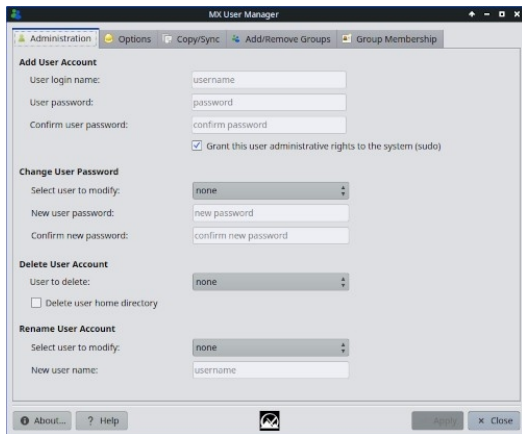 MX User Manager
Administration Options Copy/Sync Add/Remove Groups Group Membership
Add User Account
User login name: username
User password: password
Confirm user password: confirm password
Grant this user administrative rights to the system (sudo)
Change User Password
Select user to modify: none
New user password: new password
Confirm new password: confirm new password
Delete User Account
User to delete: none
Delete user home directory
Rename User Account
Select user to modify: none
New user name: username
About... ? Help Apply Close